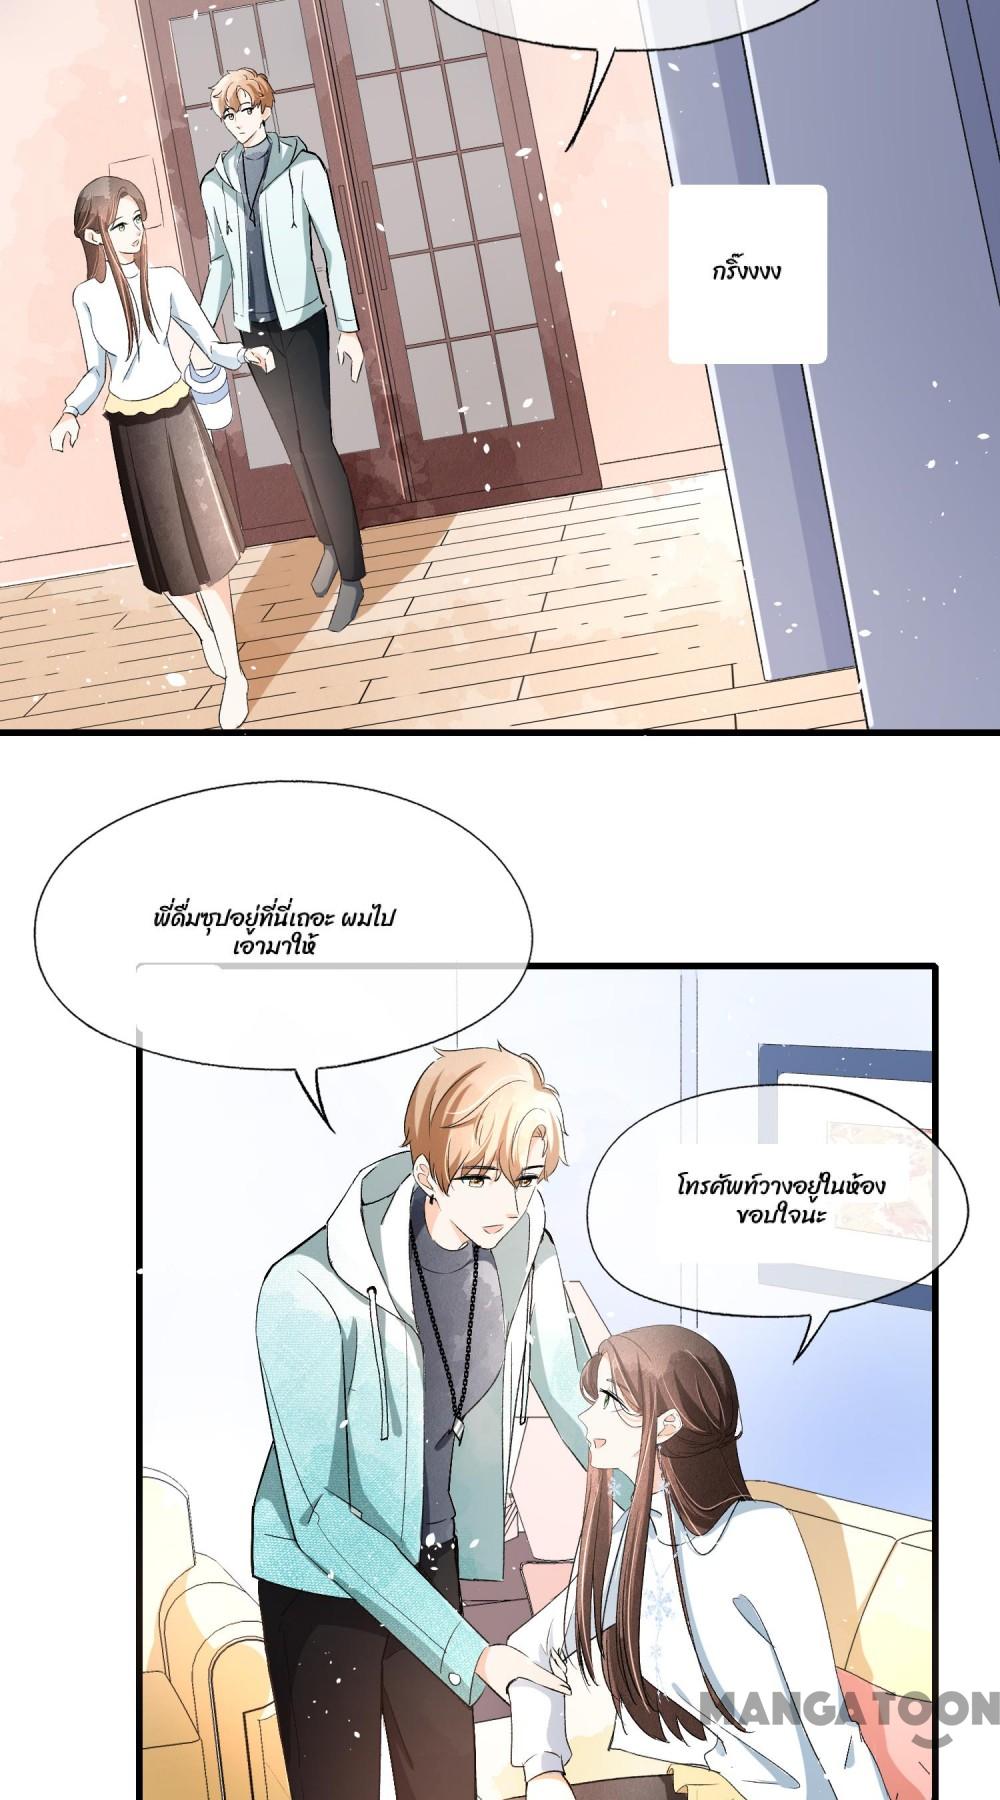 กริ๊งงงง
พี่ดื่มซุปอยู่ที่นี่เถอะ ผมไป
เอามาให้
โทรศัพท์วางอยู่ในห้อง
ขอบใจนะ
MANGATOON